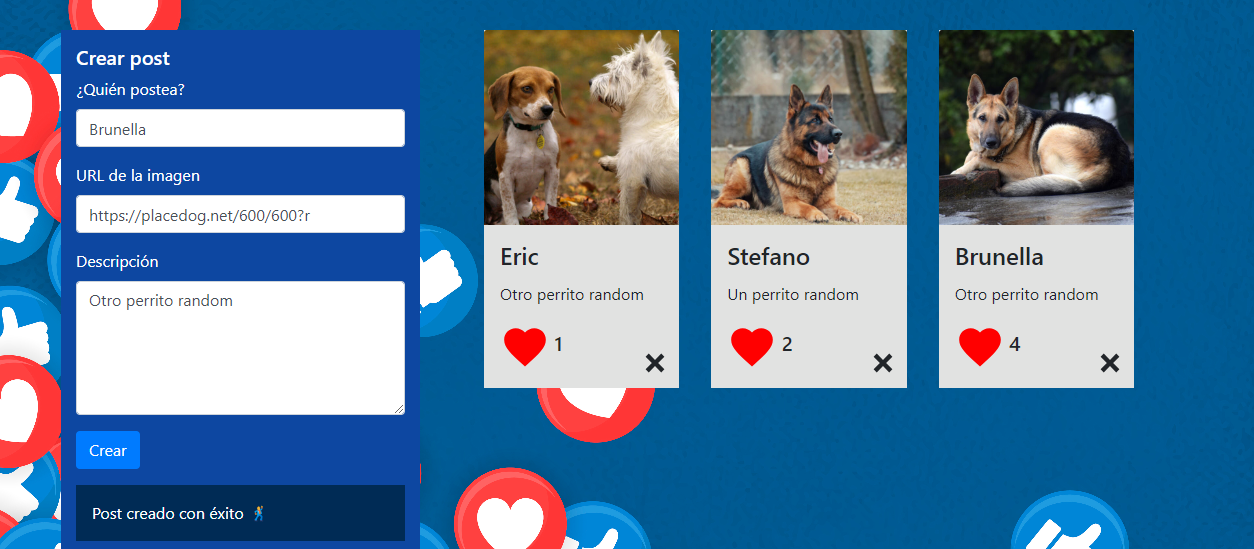 Crear post
¿Quién postea?
Brunella
URL de la imagen
https://placedog.net/600/600?r
Descripción
Otro perrito random
Crear
Post creado con éxito 🕺
Eric
Otro perrito random
1
Stefano
Un perrito random
2
Brunella
Otro perrito random
4